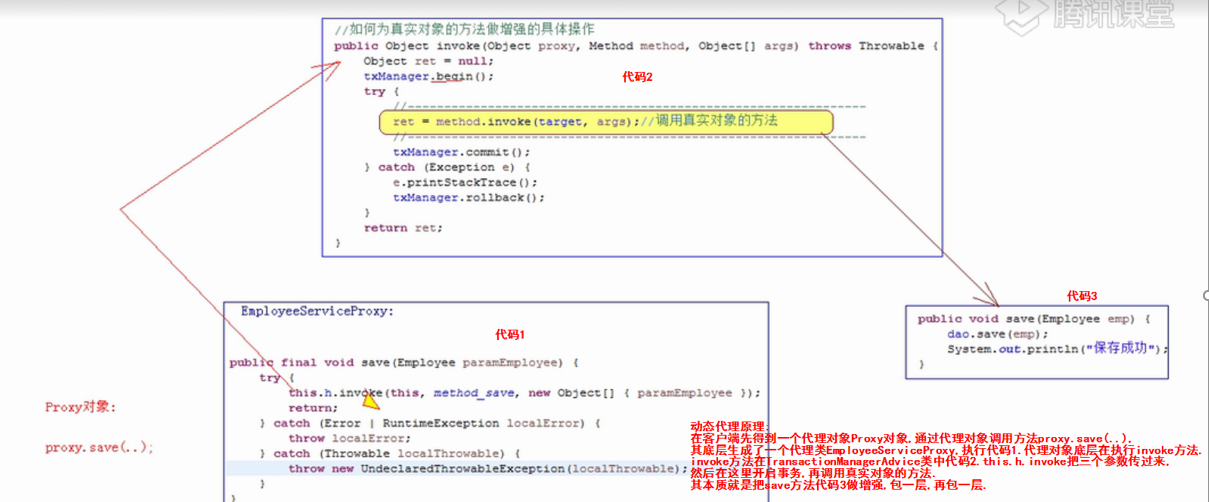 腾讯课堂
//如何为真实对象的方法做增强的具体操作
public Object invoke(Object proxy, Method method, Object[] args) throws Throwable {
Object ret = null;
txManager.begin();
代码2
try {
//--------------------------------------------------------------
ret = method.invoke(target, args);//调用真实对象的方法
//--------------------------------------------------------------
txManager.commit();
} catch (Exception e) {
e.printStackTrace();
txManager.rollback();
}
return ret;
}
代码3
public void save(Employee emp) {
dao.save(emp);
System.out.println("保存成功");
}
EmployeeServiceProxy:
代码1
public final void save(Employee paramEmployee) {
try {
this.h.invoke(this, method_save, new Object[] { paramEmployee });
return;
} catch (Error | RuntimeException localError) {
throw localError;
} catch (Throwable localThrowable) {
throw new UndeclaredThrowableException(localThrowable);
}
}
Proxy对象:
proxy.save(..);
动态代理原理:
在客户端先得到一个代理对象Proxy对象,通过代理对象调用方法proxy.save(..),
其底层生成了一个代理类EmployeeServiceProxy,执行代码1.代理对象底层在执行invoke方法.
invoke方法在TransactionManagerAdvice类中代码2.this.h.invoke把三个参数传过来,
然后在这里开启事务,再调用真实对象的方法.
其本质就是把save方法代码3做增强,包一层,再包一层.